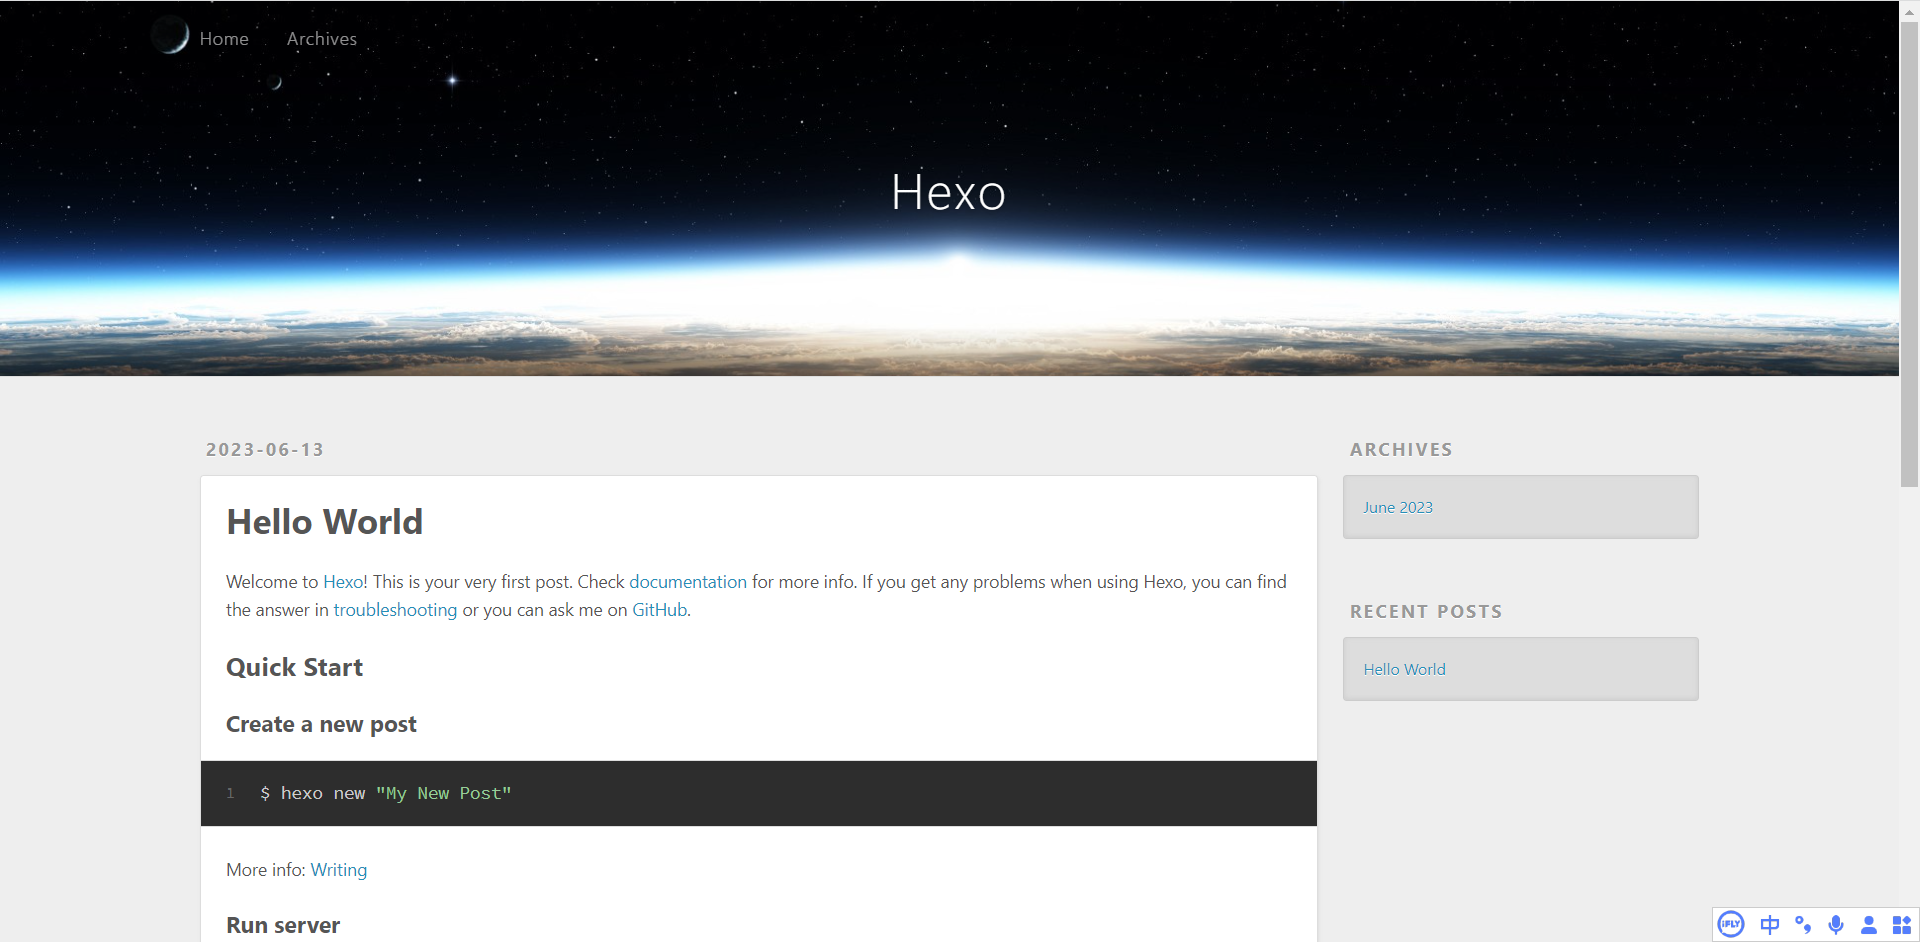 Home Archives
Hexo
2023-06-13
Hello World
Welcome to Hexo! This is your very first post. Check documentation for more info. If you get any problems when using Hexo, you can find
the answer in troubleshooting or you can ask me on GitHub.
Quick Start
Create a new post
1 $ hexo new "My New Post"
More info: Writing
Run server
ARCHIVES
June 2023
RECENT POSTS
Hello World
iFLY 中